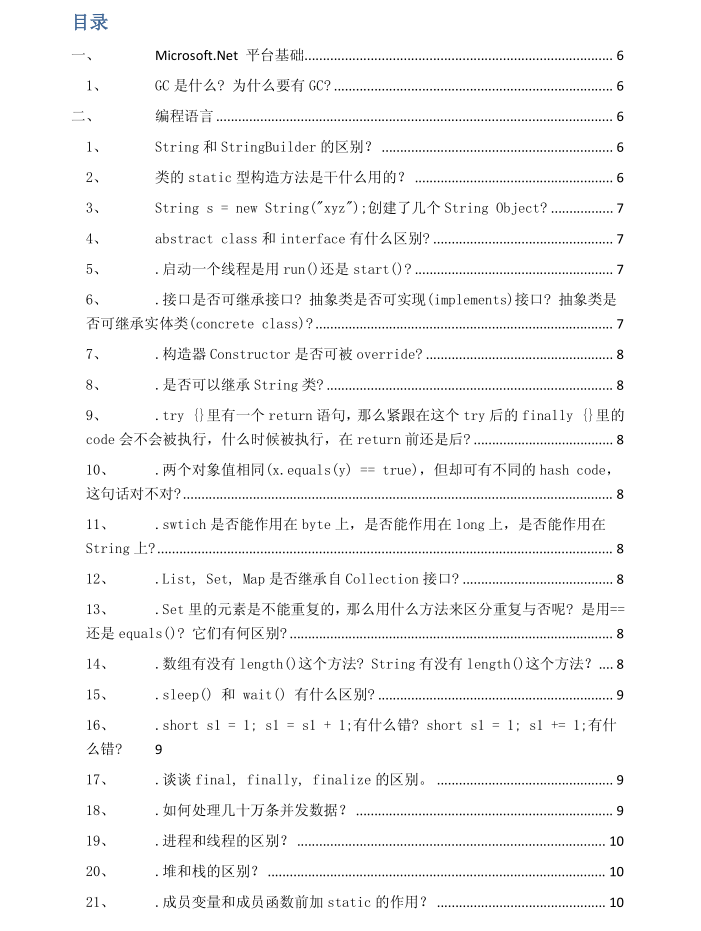 目录
一、 Microsoft.Net 平台基础 6
1、 GC 是什么? 为什么要有 GC? 6
二、 编程语言 6
1、 String 和 StringBuilder 的区别？ 6
2、 类的 static 型构造方法是干什么用的？ 6
3、 String s = new String("xyz");创建了几个 String Object? 7
4、 abstract class 和 interface 有什么区别? 7
5、 .启动一个线程是用 run()还是 start()? 7
6、 .接口是否可继承接口? 抽象类是否可实现(implements)接口? 抽象类是
否可继承实体类(concrete class)? 7
7、 .构造器 Constructor 是否可被 override? 8
8、 .是否可以继承 String 类? 8
9、 .try {}里有一个 return 语句，那么紧跟在这个 try 后的 finally {}里的
code 会不会被执行，什么时候被执行，在 return 前还是后? 8
10、 .两个对象值相同(x.equals(y) == true)，但却可有不同的 hash code，
这句话对不对? 8
11、 .swtich 是否能作用在 byte 上，是否能作用在 long 上，是否能作用在
String 上? 8
12、 .List, Set, Map 是否继承自 Collection 接口? 8
13、 .Set 里的元素是不能重复的，那么用什么方法来区分重复与否呢? 是用==
还是 equals()? 它们有何区别? 8
14、 .数组有没有 length()这个方法? String 有没有 length()这个方法？ 8
15、 .sleep() 和 wait() 有什么区别? 9
16、 .short s1 = 1; s1 = s1 + 1;有什么错? short s1 = 1; s1 += 1;有什
么错? 9
17、 .谈谈 final, finally, finalize 的区别。 9
18、 .如何处理几十万条并发数据？ 9
19、 .进程和线程的区别？ 10
20、 .堆和栈的区别？ 10
21、 .成员变量和成员函数前加 static 的作用？ 10